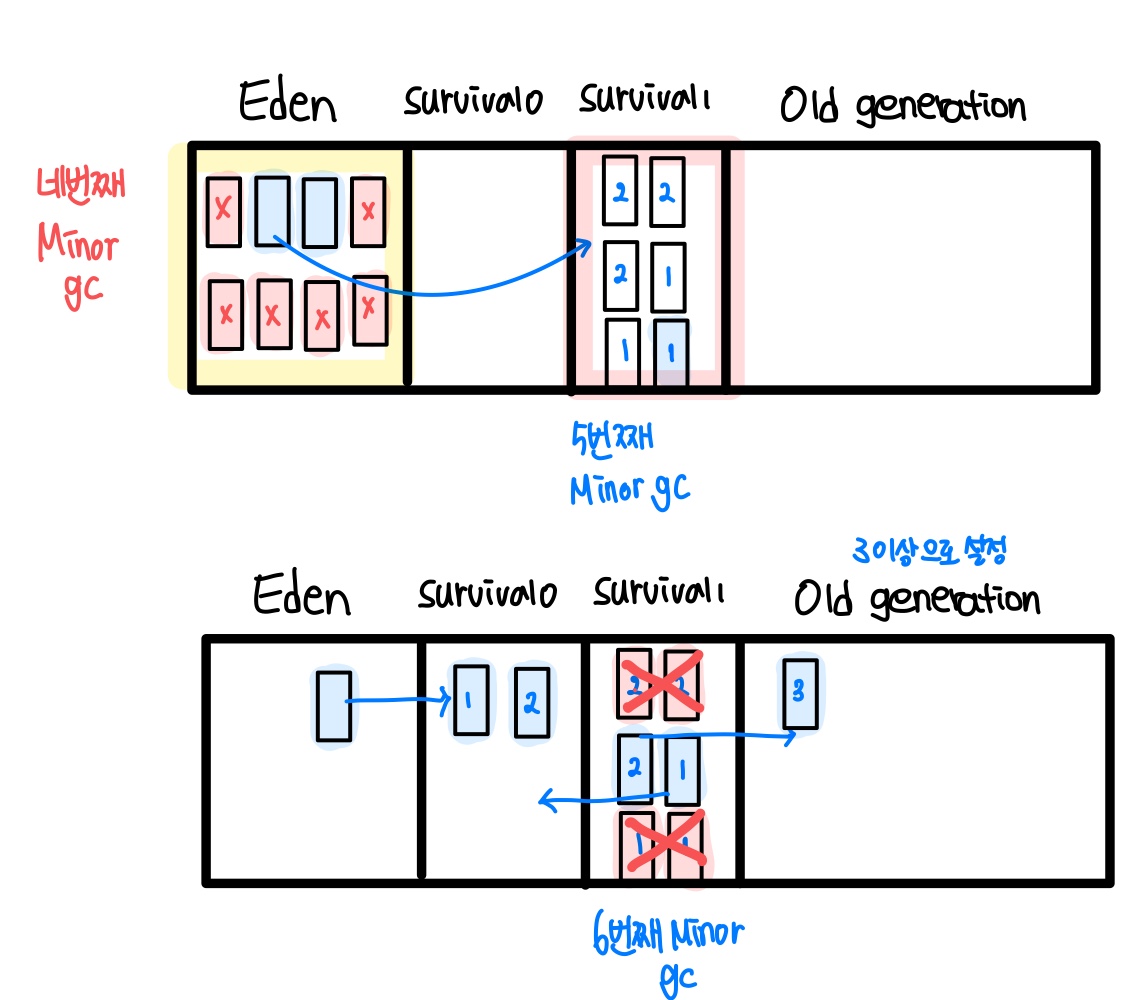 Eden survival0 survival1 Old generation
네번째
Minor
gc
x x
2 2
2 1
x x x x
1 1
5번째
Minor gc
3이상으로 설정
Eden survival0 survival1 Old generation
1 2 2 2 3
2 1
1 1
6번째 Minor
gc